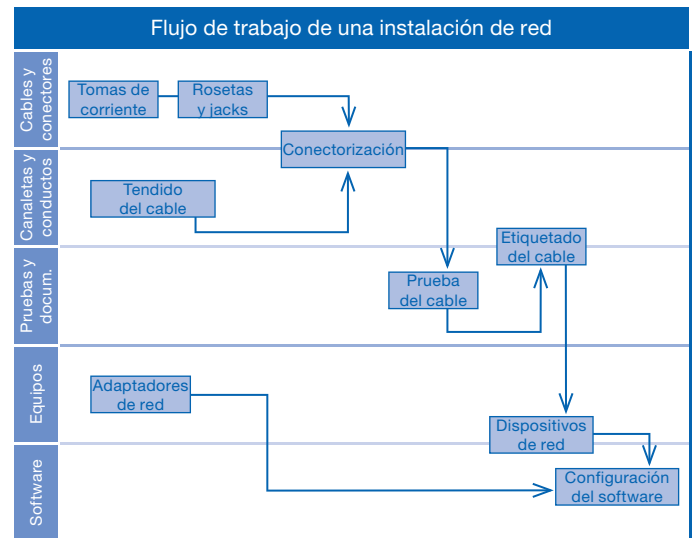 Flujo de trabajo de una instalación de red
Cables y
conectores
Tomas de
corriente
Rosetas
y jacks
Conectorización
Canaletas y
conductos
Tendido
del cable
Etiquetado
del cable
Pruebas y
docum.
Prueba
del cable
Equipos
Adaptadores
de red
Dispositivos
de red
Software
Configuración
del software